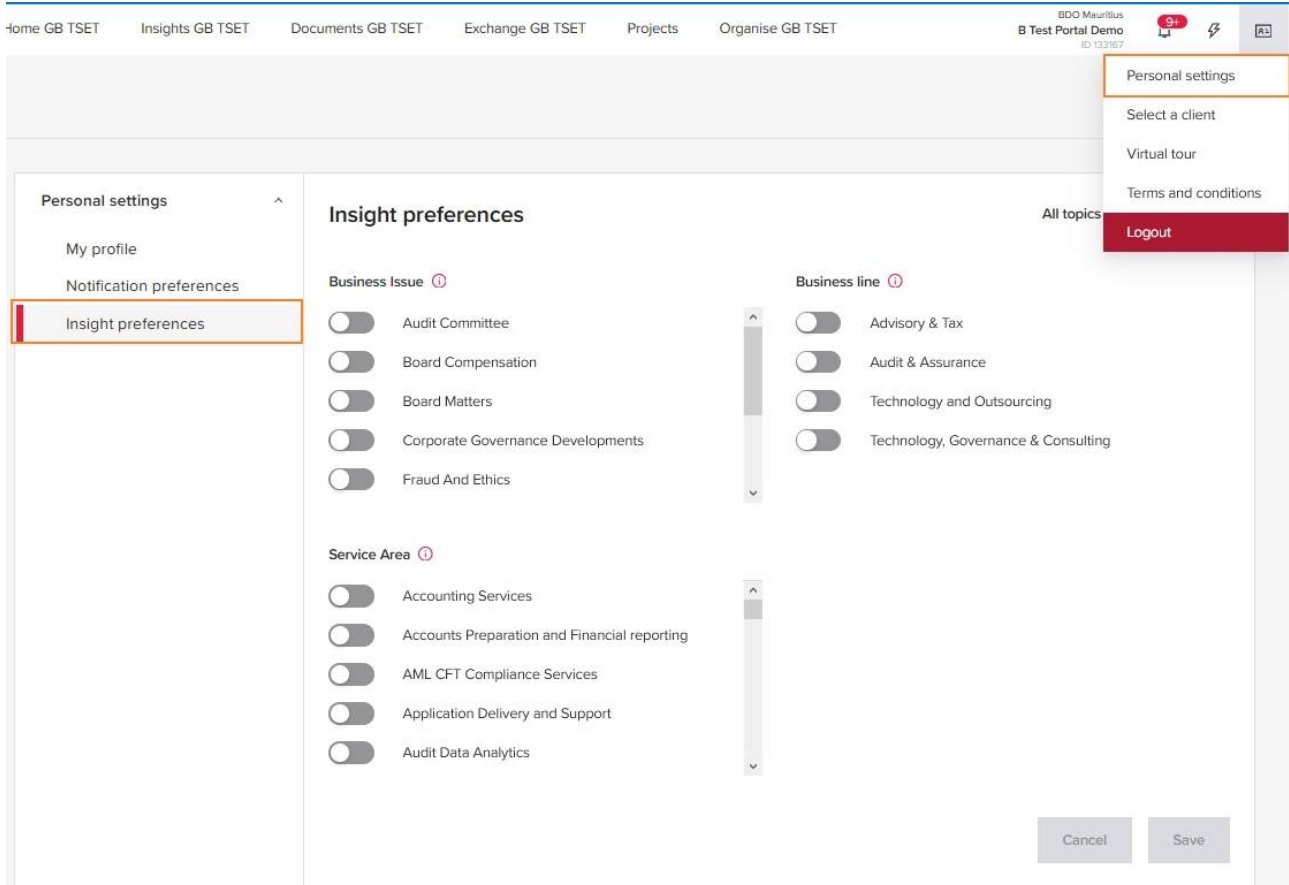 Home GB TSET
Insights GB TSET
Documents GB TSET
Exchange GB TSET
Projects
Organise GB TSET
BDO Mauritius
B Test Portal Demo
ID 133167
9+
Personal settings
Select a client
Virtual tour
Terms and conditions
Logout
Personal settings
My profile
Notification preferences
Insight preferences
Insight preferences
All topics
Business Issue
Audit Committee
Board Compensation
Board Matters
Corporate Governance Developments
Fraud And Ethics
Business line
Advisory & Tax
Audit & Assurance
Technology and Outsourcing
Technology, Governance & Consulting
Service Area
Accounting Services
Accounts Preparation and Financial reporting
AML CFT Compliance Services
Application Delivery and Support
Audit Data Analytics
Cancel
Save